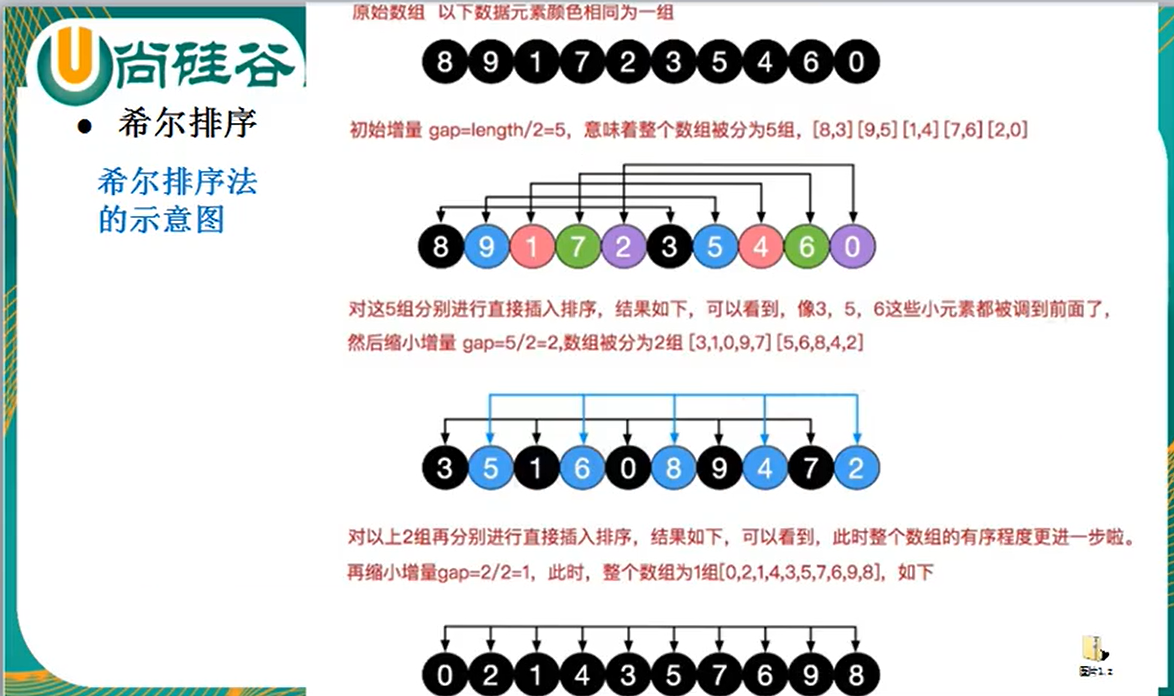 原始数组 以下数据元素颜色相同为一组
尚硅谷
8 9 1 7 2 3 5 4 6 0
● 希尔排序
初始增量 gap=length/2=5，意味着整个数组被分为5组，[8,3] [9,5] [1,4] [7,6] [2,0]
希尔排序法
的示意图
8 9 1 7 2 3 5 4 6 0
对这5组分别进行直接插入排序，结果如下，可以看到，像3，5，6这些小元素都被调到前面了，
然后缩小增量 gap=5/2=2,数组被分为2组 [3,1,0,9,7] [5,6,8,4,2]
3 5 1 6 0 8 9 4 7 2
对以上2组再分别进行直接插入排序，结果如下，可以看到，此时整个数组的有序程度更进一步啦。
再缩小增量gap=2/2=1，此时，整个数组为1组[0,2,1,4,3,5,7,6,9,8]，如下
图片1.z
0 2 1 4 3 5 7 6 9 8